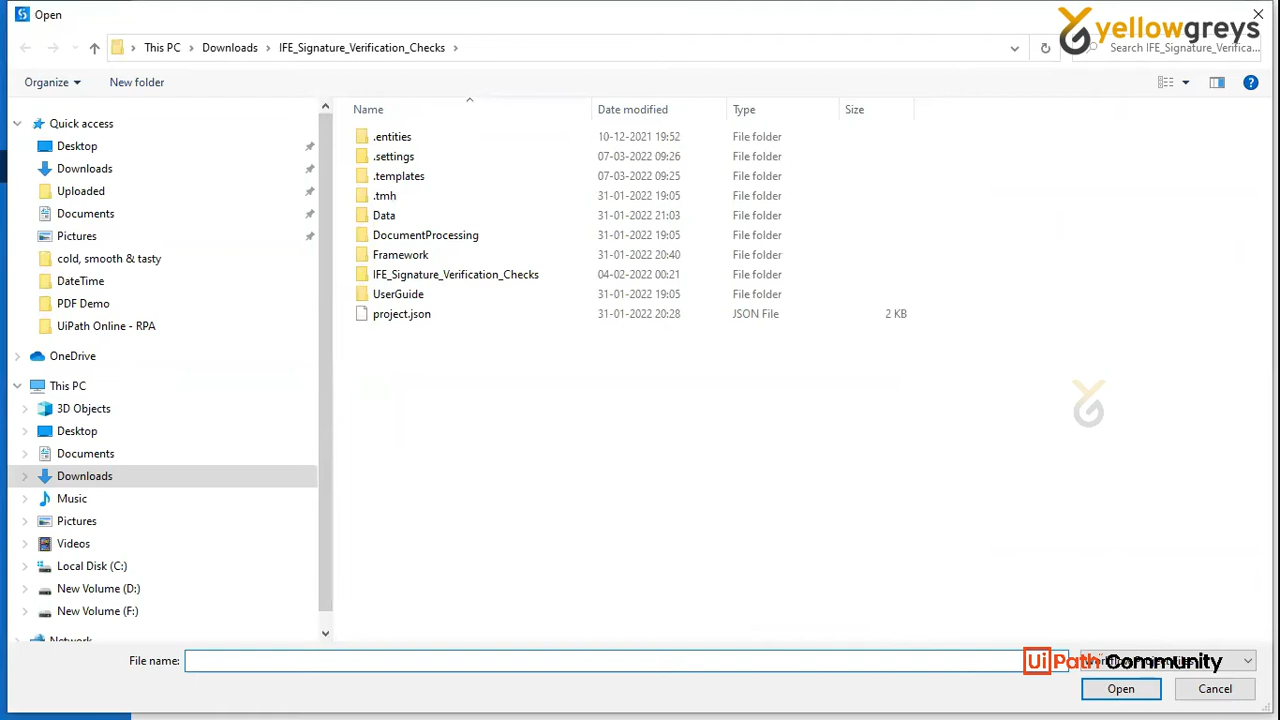 Open
yellowgreys
This PC > Downloads > IFE_Signature_Verification_Checks >
Search IFE_Signature_Verifica...
Organize
New folder
Name
Date modified
Type
Size
Quick access
Desktop
Downloads
Uploaded
Documents
Pictures
cold, smooth & tasty
DateTime
PDF Demo
UiPath Online - RPA
OneDrive
This PC
3D Objects
Desktop
Documents
Downloads
Music
Pictures
Videos
Local Disk (C:)
New Volume (D:)
New Volume (F:)
Network
.entities 10-12-2021 19:52 File folder
.settings 07-03-2022 09:26 File folder
.templates 07-03-2022 09:25 File folder
.tmh 31-01-2022 19:05 File folder
Data 31-01-2022 21:03 File folder
DocumentProcessing 31-01-2022 19:05 File folder
Framework 31-01-2022 20:40 File folder
IFE_Signature_Verification_Checks 04-02-2022 00:21 File folder
UserGuide 31-01-2022 19:05 File folder
project.json 31-01-2022 20:28 JSON File 2 KB
File name:
UiPath Community
Open
Cancel